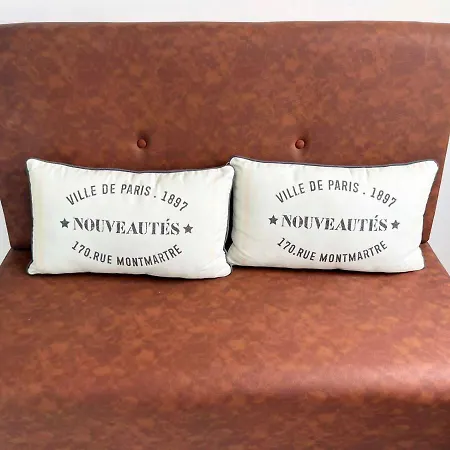 VILLE DE PARIS . 1897
★ NOUVEAUTÉS ★
170.RUE MONTMARTRE
VILLE DE PARIS . 1897
★ NOUVEAUTÉS ★
170.RUE MONTMARTRE